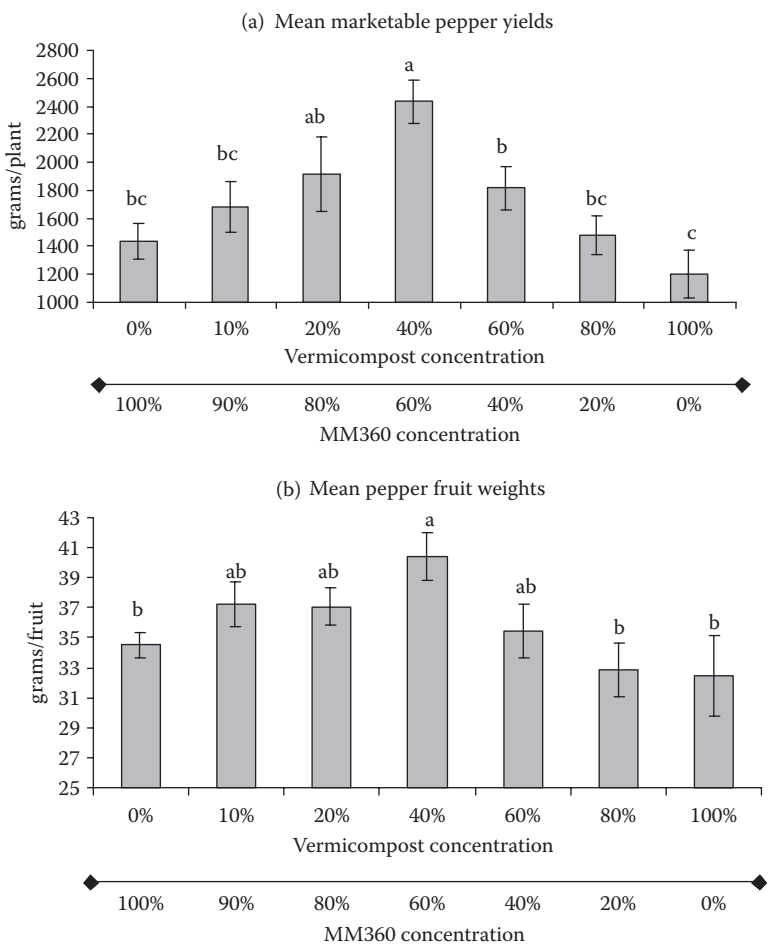 (a) Mean marketable pepper yields
2800
2600
2400
2200
2000
1800
1600
1400
1200
1000
grams/plant
bc
bc
ab
a
b
bc
c
0% 10% 20% 40% 60% 80% 100%
Vermicompost concentration
100% 90% 80% 60% 40% 20% 0%
MM360 concentration
(b) Mean pepper fruit weights
43
41
39
37
35
33
31
29
27
25
grams/fruit
b
ab
ab
a
ab
b
b
0% 10% 20% 40% 60% 80% 100%
Vermicompost concentration
100% 90% 80% 60% 40% 20% 0%
MM360 concentration